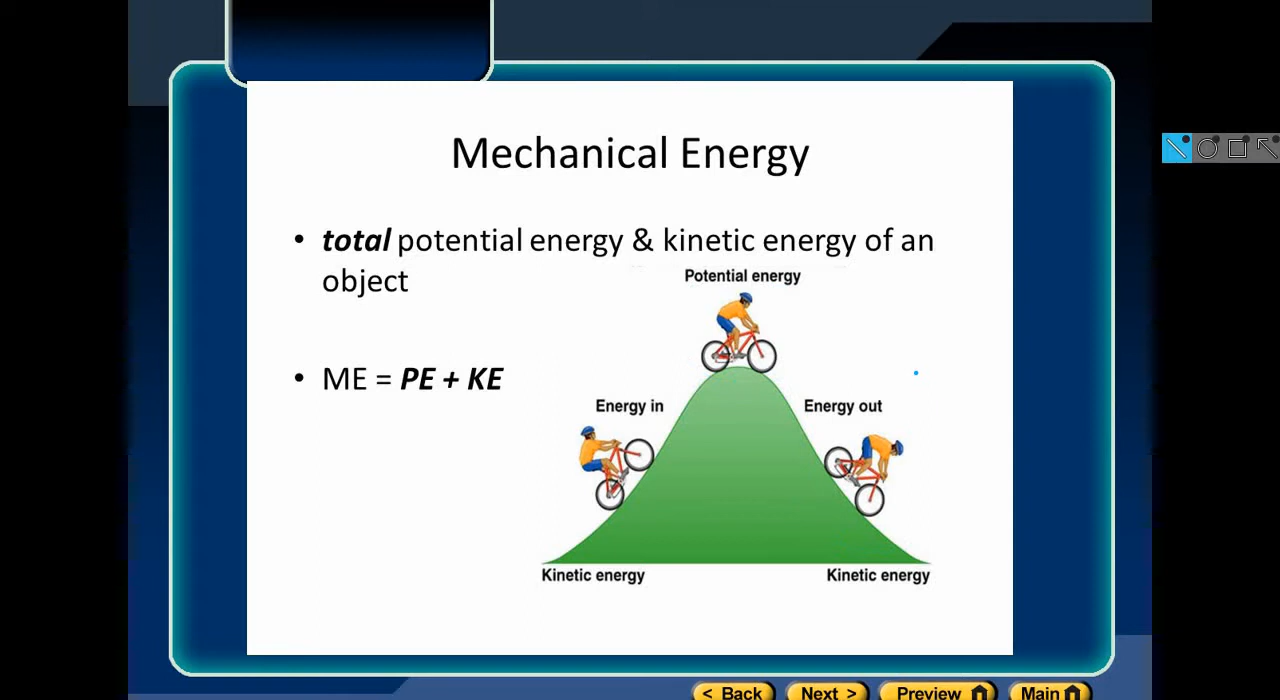 Mechanical Energy
• total potential energy & kinetic energy of an
object
Potential energy
• ME = PE + KE
Energy in
Energy out
Kinetic energy
Kinetic energy
< Back
Next >
Preview
Main